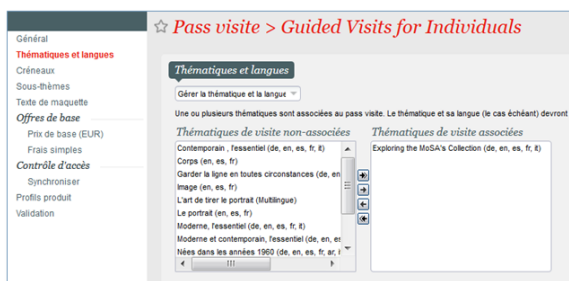 Pass visite > Guided Visits for Individuals
Général
Thématiques et langues
Créneaux
Sous-thèmes
Texte de maquette
Offres de base
Prix de base (EUR)
Frais simples
Contrôle d'accès
Synchroniser
Profils produit
Validation
Thématiques et langues
Gérer la thématique et la langue
Une ou plusieurs thématiques sont associées au pass visite. Le thématique et sa langue (le cas échéant) devront
Thématiques de visite non-associées
Contemporain , l'essentiel (de, en, es, fr, it)
Corps (en, es, fr)
Garder la ligne en toutes circonstances (de, en
Image (en, es, fr)
L'art de tirer le portrait (Multilingue)
Le portrait (en, es, fr)
Moderne, l'essentiel (de, en, es, fr, it)
Moderne et contemporain, l'essentiel (de, en, es
Nées dans les années 1960 (de, en, es, fr, ar, i
Thématiques de visite associées
Exploring the MoSA's Collection (de, en, es, fr, it)